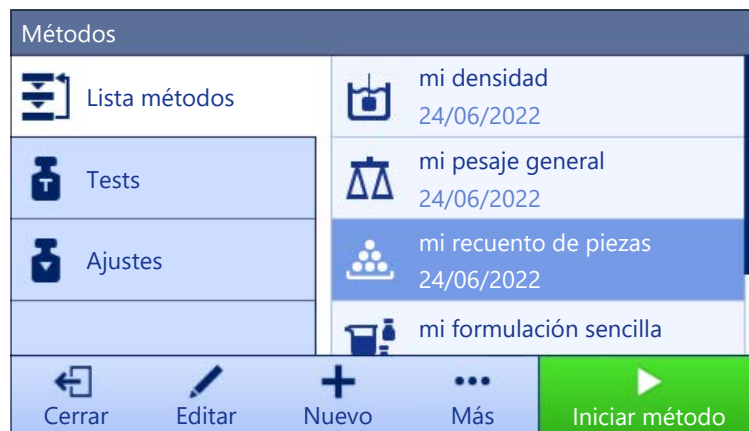 Métodos
Lista métodos
Tests
Ajustes
mi densidad
24/06/2022
mi pesaje general
24/06/2022
mi recuento de piezas
24/06/2022
mi formulación sencilla
Cerrar
Editar
Nuevo
Más
Iniciar método